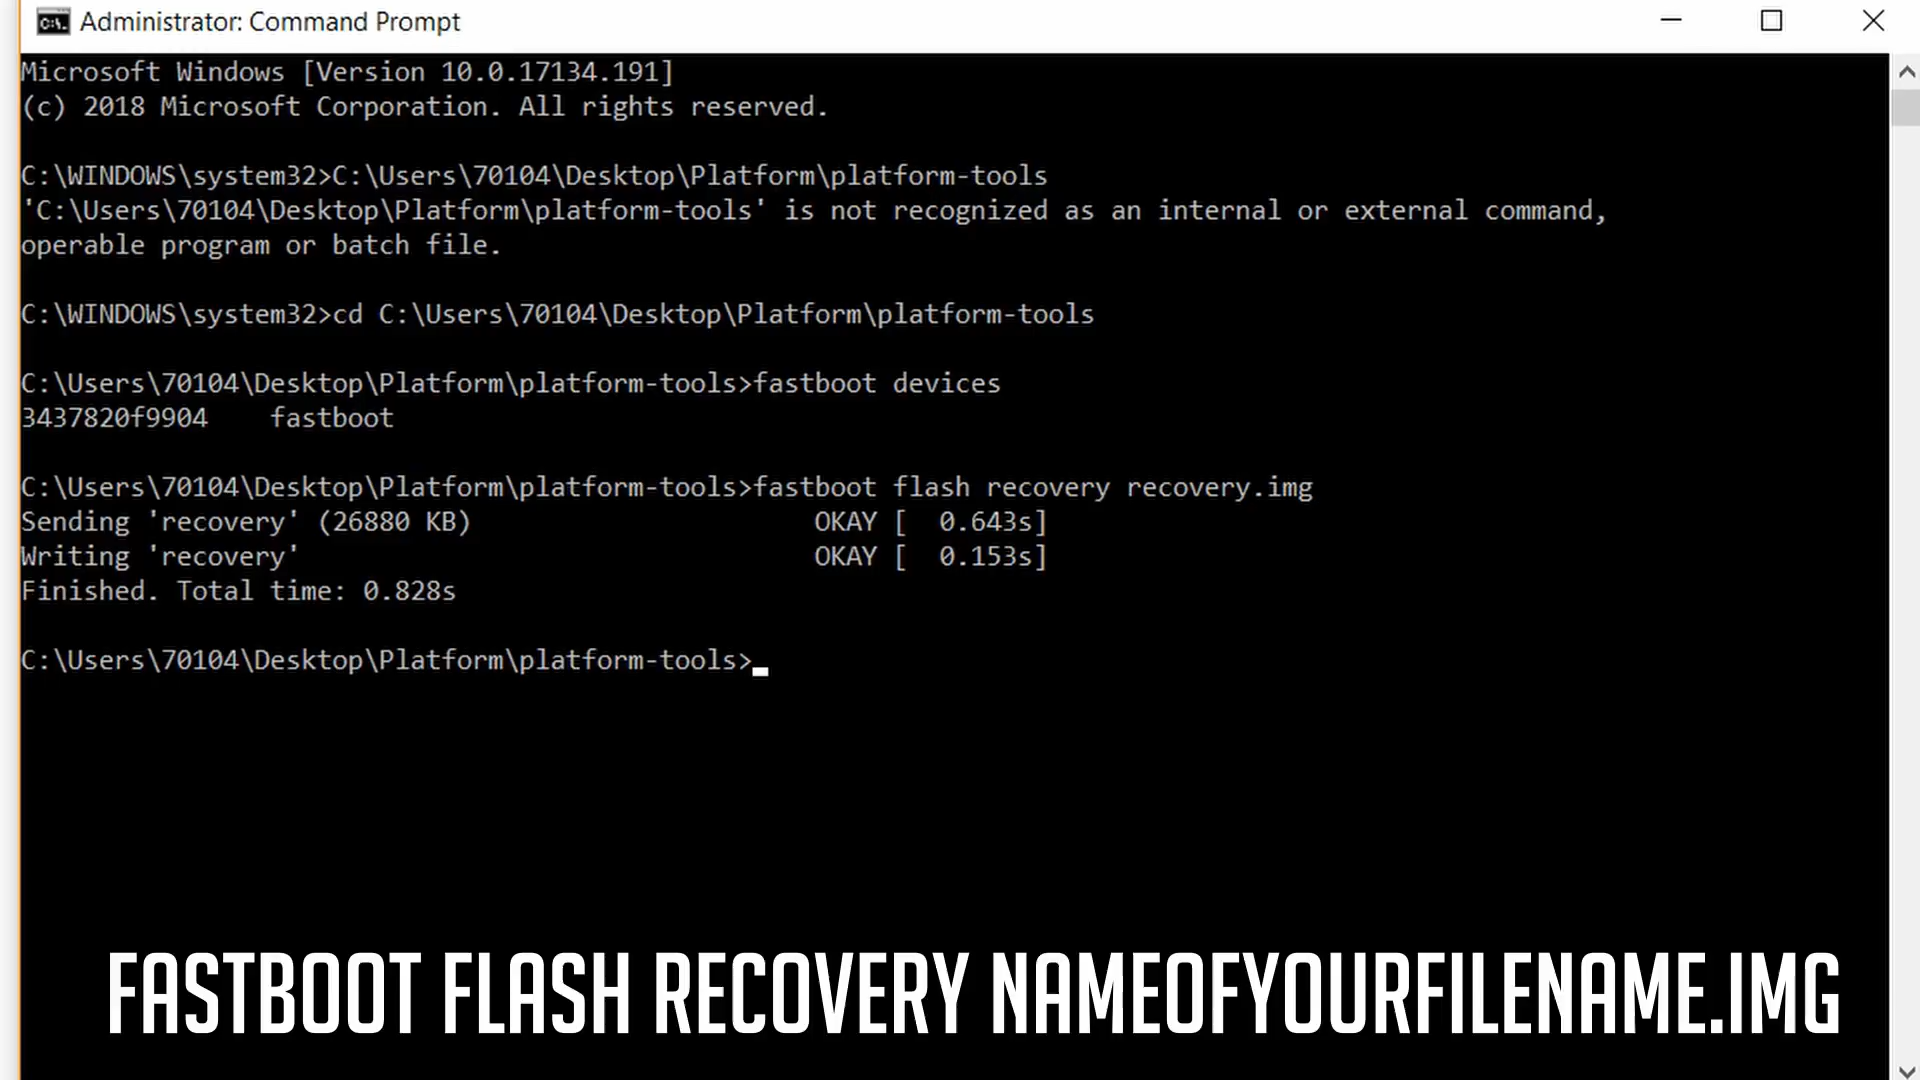 Administrator: Command Prompt
Microsoft Windows [Version 10.0.17134.191]
(c) 2018 Microsoft Corporation. All rights reserved.
C:\WINDOWS\system32>C:\Users\70104\Desktop\Platform\platform-tools
'C:\Users\70104\Desktop\Platform\platform-tools' is not recognized as an internal or external command,
operable program or batch file.
C:\WINDOWS\system32>cd C:\Users\70104\Desktop\Platform\platform-tools
C:\Users\70104\Desktop\Platform\platform-tools>fastboot devices
3437820f9904    fastboot
C:\Users\70104\Desktop\Platform\platform-tools>fastboot flash recovery recovery.img
Sending 'recovery' (26880 KB)                      OKAY [  0.643s]
Writing 'recovery'                                 OKAY [  0.153s]
Finished. Total time: 0.828s
C:\Users\70104\Desktop\Platform\platform-tools>_
FASTBOOT FLASH RECOVERY NAMEOFYOURFILENAME.IMG